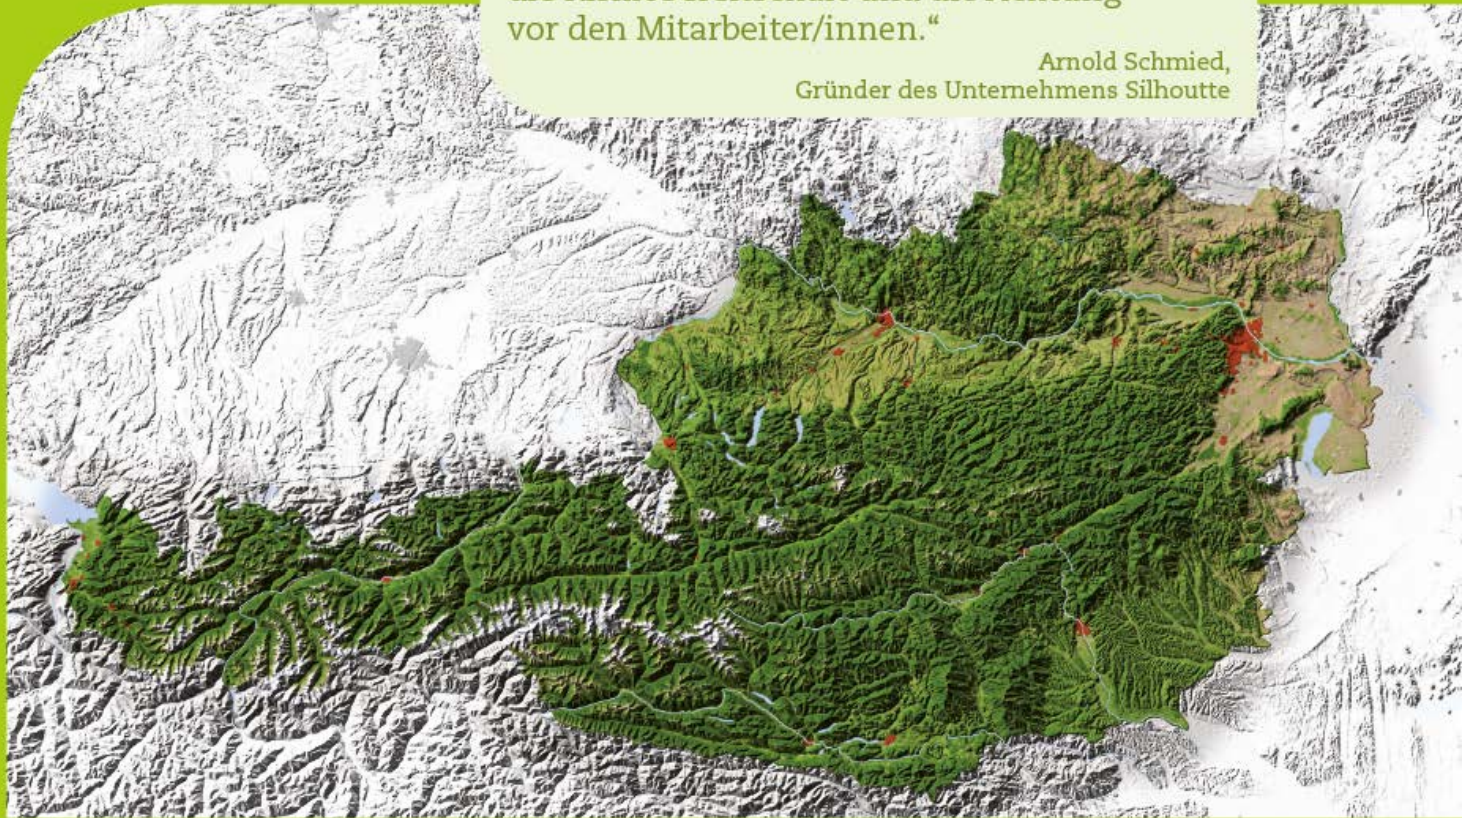 vor den Mitarbeiter/innen.“
Arnold Schmied,
Gründer des Unternehmens Silhoutte